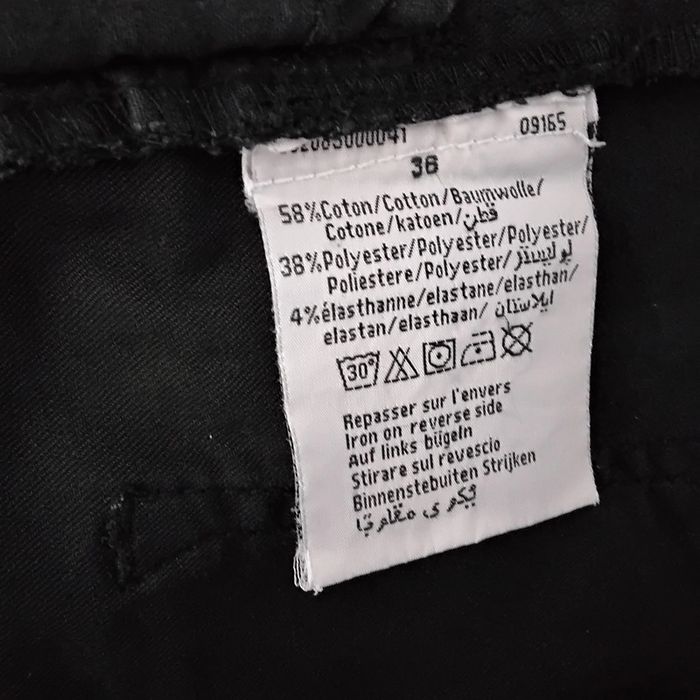 09165
36
58%Coton/Cotton/Baumwolle/
Cotone/katoen/قطن
38%Polyester/Polyester/Polyester/
Poliestere/Polyester/بوليستر
4%élasthanne/elastane/elasthan/
elastan/elasthaan/ايلاستان
30°
Repasser sur l'envers
Iron on reverse side
Auf links bügeln
Stirare sul revescio
Binnenstebuiten Strijken